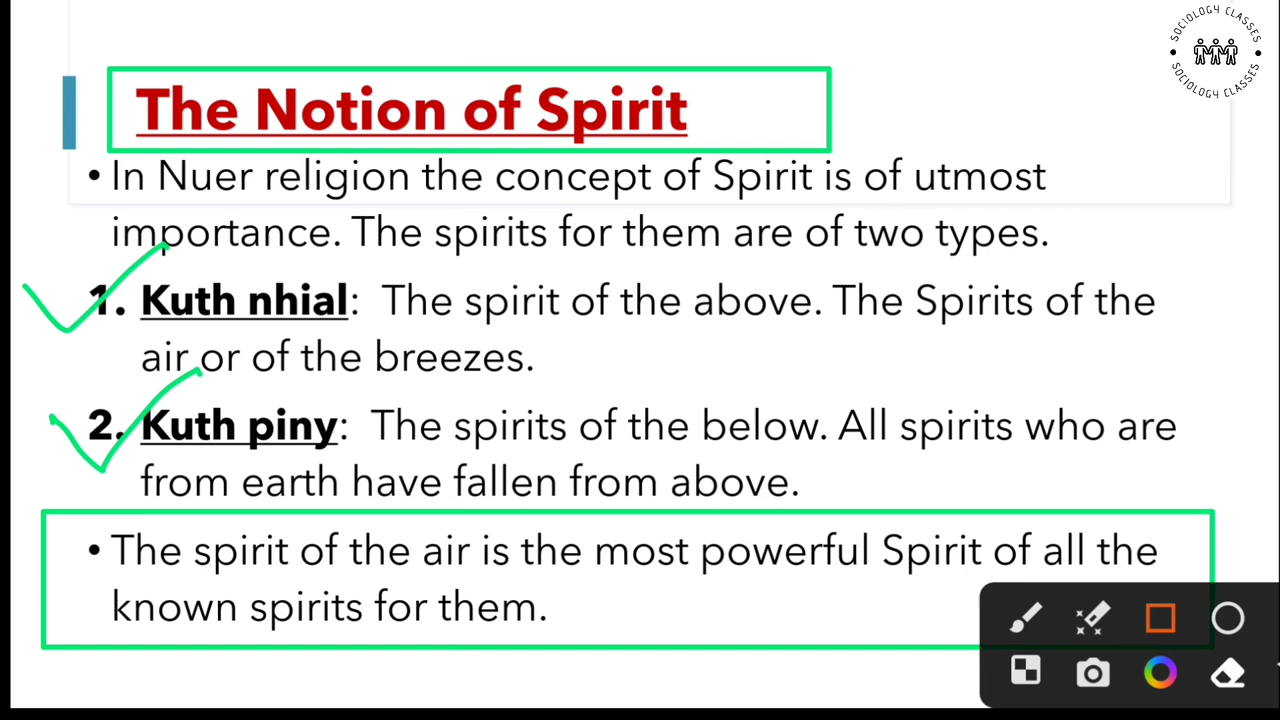 SOCIOLOGY CLASSES
SOCIOLOGY CLASSES
The Notion of Spirit
• In Nuer religion the concept of Spirit is of utmost
importance. The spirits for them are of two types.
1. Kuth nhial: The spirit of the above. The Spirits of the
air or of the breezes.
2. Kuth piny: The spirits of the below. All spirits who are
from earth have fallen from above.
• The spirit of the air is the most powerful Spirit of all the
known spirits for them.